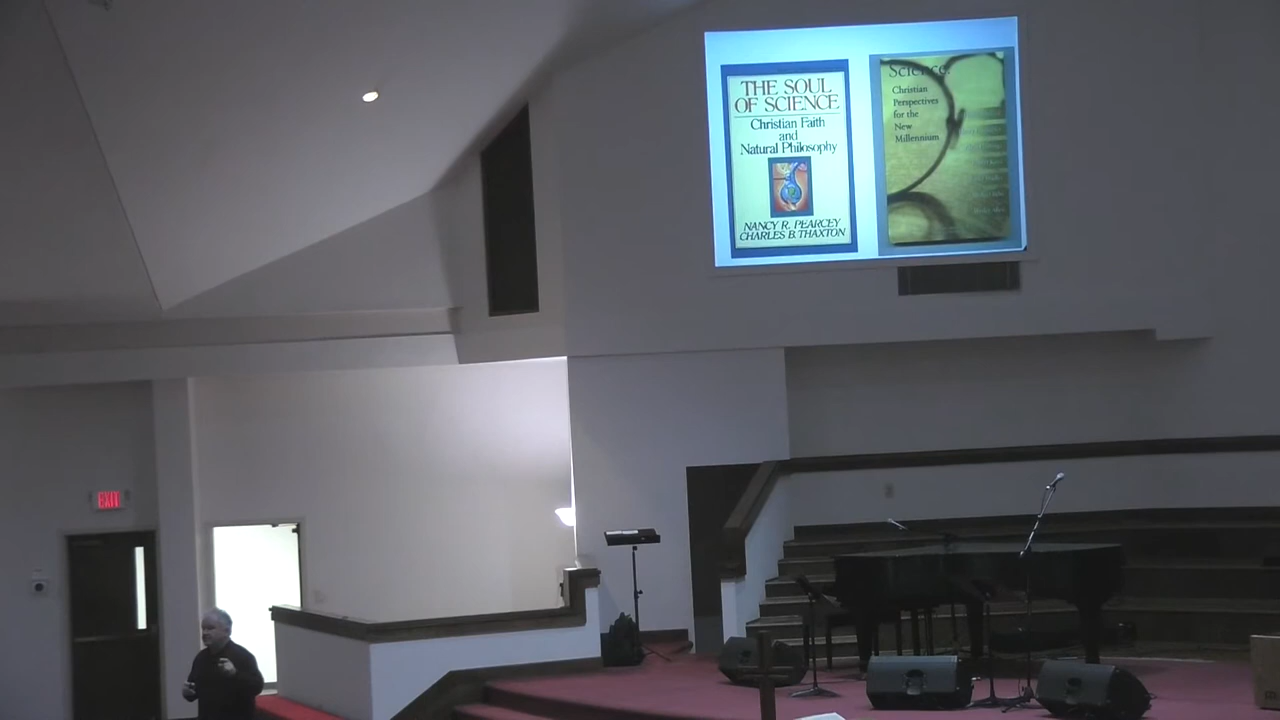 THE SOUL
OF SCIENCE
Christian Faith
and
Natural Philosophy
NANCY R. PEARCEY
CHARLES B. THAXTON
Science:
Christian
Perspectives
for the
New
Millennium
EXIT